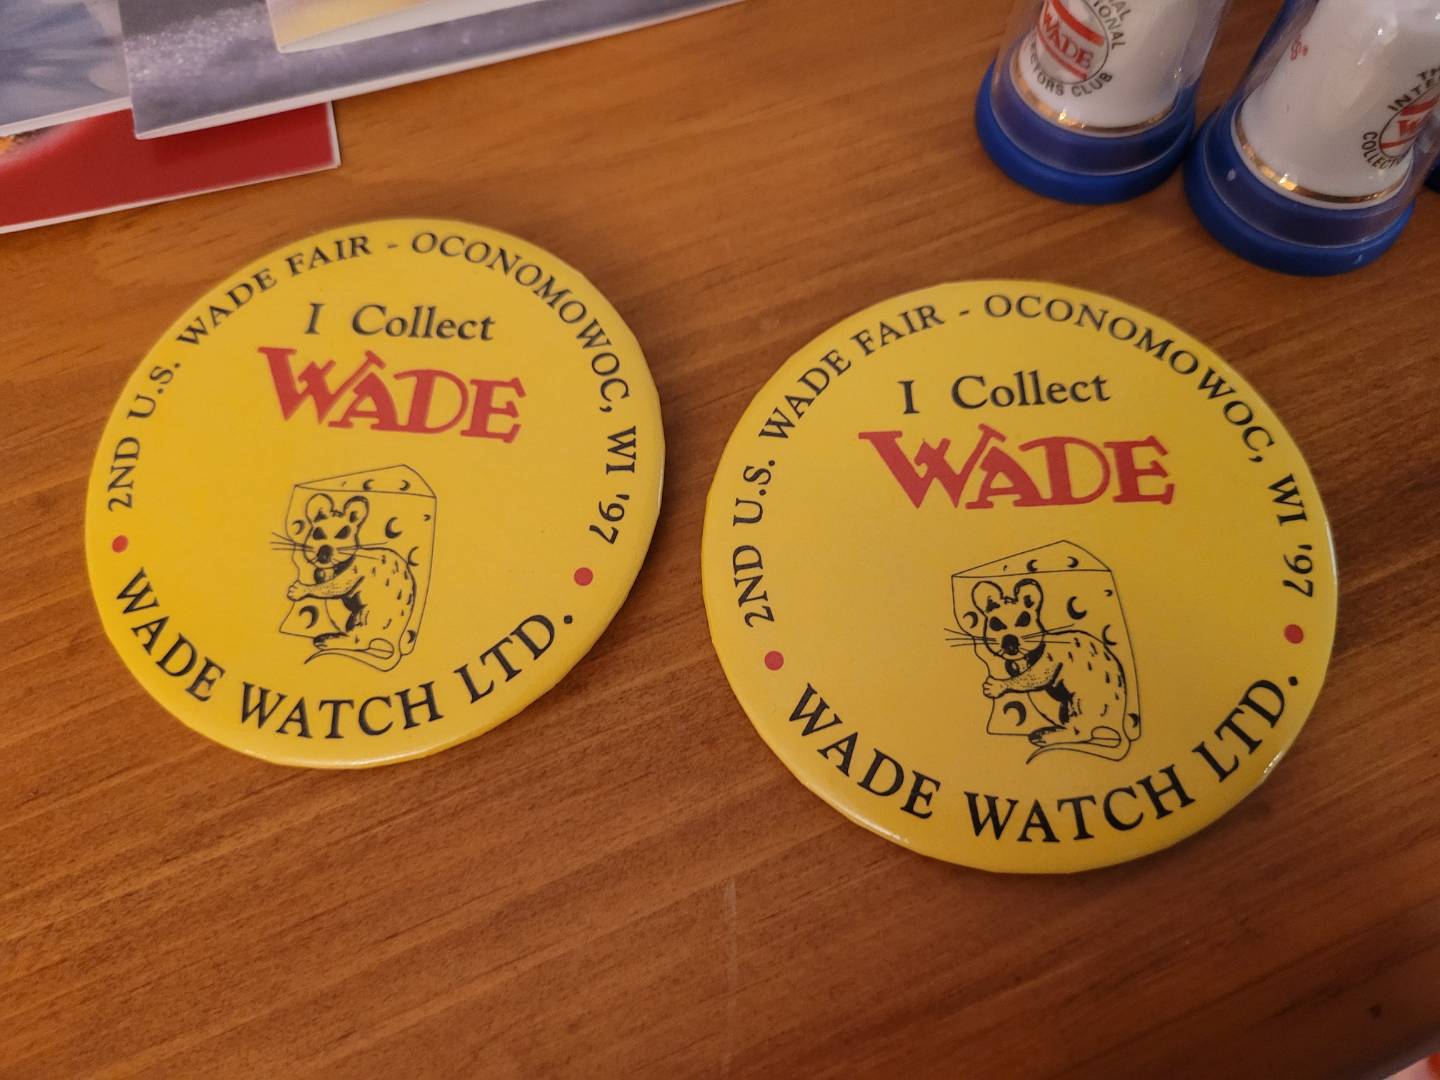 2ND U.S. WADE FAIR - OCONOMOWOC, WI '97
I Collect
WADE
WADE WATCH LTD.
2ND U.S. WADE FAIR - OCONOMOWOC, WI '97
I Collect
WADE
WADE WATCH LTD.
WADE
CLUB